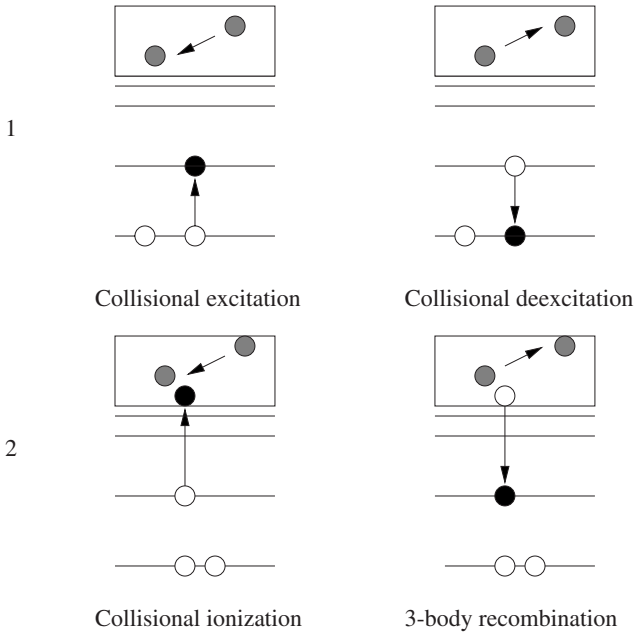 1
Collisional excitation
Collisional deexcitation
2
Collisional ionization
3-body recombination